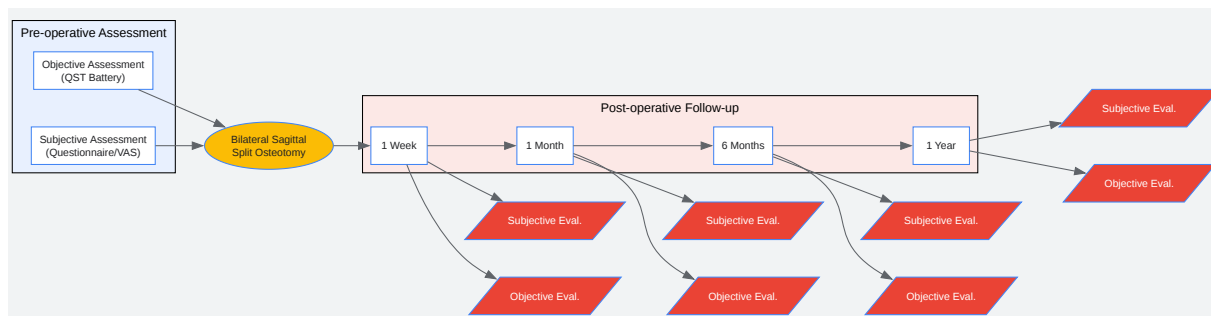 Pre-operative Assessment
Objective Assessment
(QST Battery)
Subjective Assessment
(Questionnaire/VAS)
Bilateral Sagittal
Split Osteotomy
Post-operative Follow-up
1 Week
1 Month
6 Months
1 Year
Subjective Eval.
Objective Eval.
Subjective Eval.
Subjective Eval.
Subjective Eval.
Objective Eval.
Objective Eval.
Objective Eval.